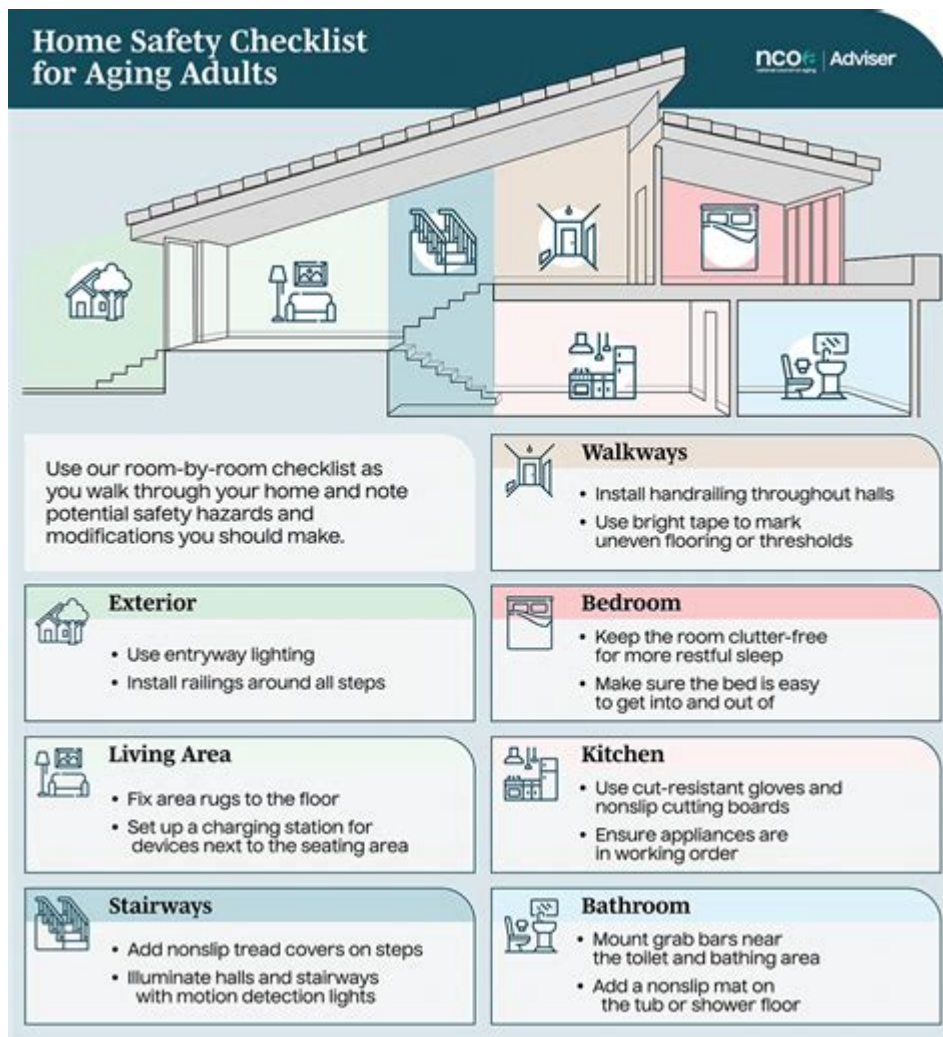 Home Safety Checklist
for Aging Adults
ncoa
national council on aging
Adviser
Use our room-by-room checklist as
you walk through your home and note
potential safety hazards and
modifications you should make.
Walkways
• Install handrailing throughout halls
• Use bright tape to mark
uneven flooring or thresholds
Exterior
• Use entryway lighting
• Install railings around all steps
Bedroom
• Keep the room clutter-free
for more restful sleep
• Make sure the bed is easy
to get into and out of
Living Area
• Fix area rugs to the floor
• Set up a charging station for
devices next to the seating area
Kitchen
• Use cut-resistant gloves and
nonslip cutting boards
• Ensure appliances are
in working order
Stairways
• Add nonslip tread covers on steps
• Illuminate halls and stairways
with motion detection lights
Bathroom
• Mount grab bars near
the toilet and bathing area
• Add a nonslip mat on
the tub or shower floor